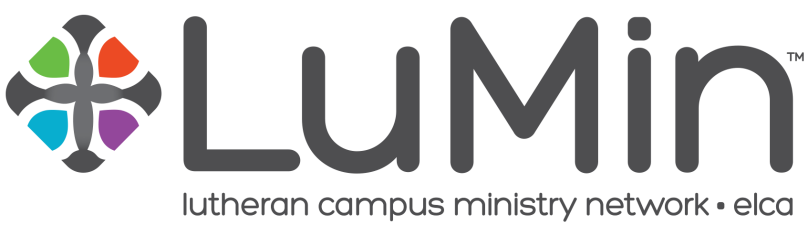 LuMin™
lutheran campus ministry network • elca